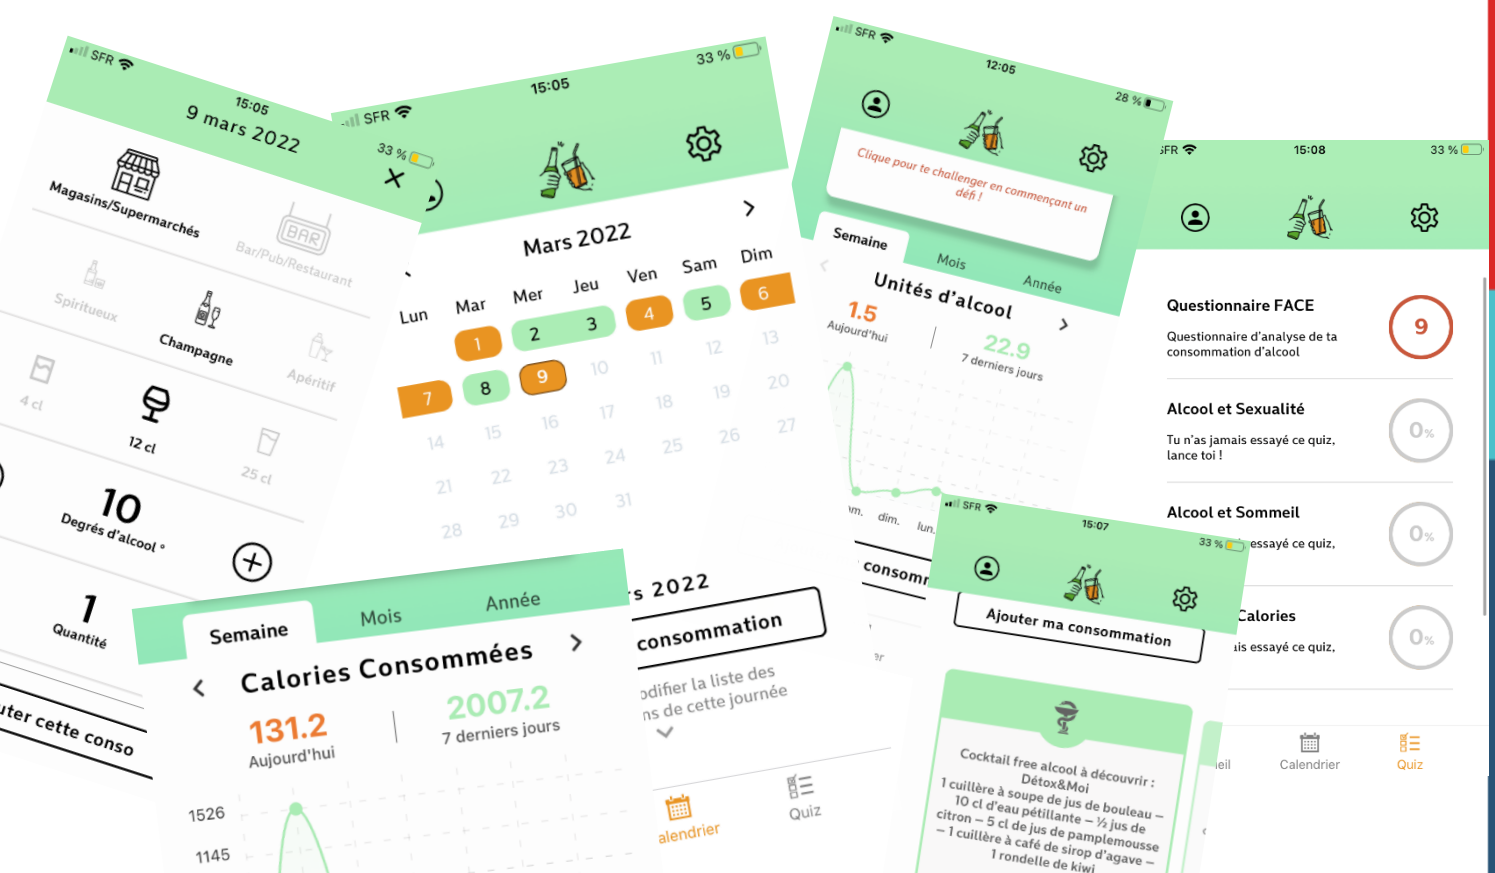 SFR
15:05
33 %
9 mars 2022
Magasins/Supermarchés
BAR
Bar/Pub/Restaurant
Spiritueux
Champagne
Apéritif
4 cl
12 cl
25 cl
10
Degrés d'alcool °
1
Quantité
cette conso
SFR
15:05
33 %
Mars 2022
Lun Mar Mer Jeu Ven Sam Dim
1 2 3 4 5 6
7 8 9 10 11 12 13
14 15 16 17 18 19 20
21 22 23 24 25 26 27
28 29 30 31
2022
consommation
la liste des
de cette journée
Quiz
SFR
12:05
28 %
Clique pour te challenger en commençant un
défi !
Semaine
Mois
Année
Unités d'alcool
1.5
Aujourd'hui
22.9
7 derniers jours
dim.
lun.
SFR
15:08
33 %
Questionnaire FACE
Questionnaire d'analyse de ta
consommation d'alcool
9
Alcool et Sexualité
Tu n'as jamais essayé ce quiz,
lance toi !
0%
Alcool et Sommeil
essayé ce quiz,
0%
Calories
essayé ce quiz,
0%
Calendrier
Quiz
Semaine
Mois
Année
Calories Consommées
131.2
Aujourd'hui
2007.2
7 derniers jours
1526
1145
SFR
15:07
33 %
Ajouter ma consommation
Cocktail free alcool à découvrir :
Détox&Moi
1 cuillère à soupe de jus de bouleau –
10 cl d'eau pétillante – ½ jus de
citron – 5 cl de jus de pamplemousse
– 1 cuillère à café de sirop d'agave –
1 rondelle de kiwi